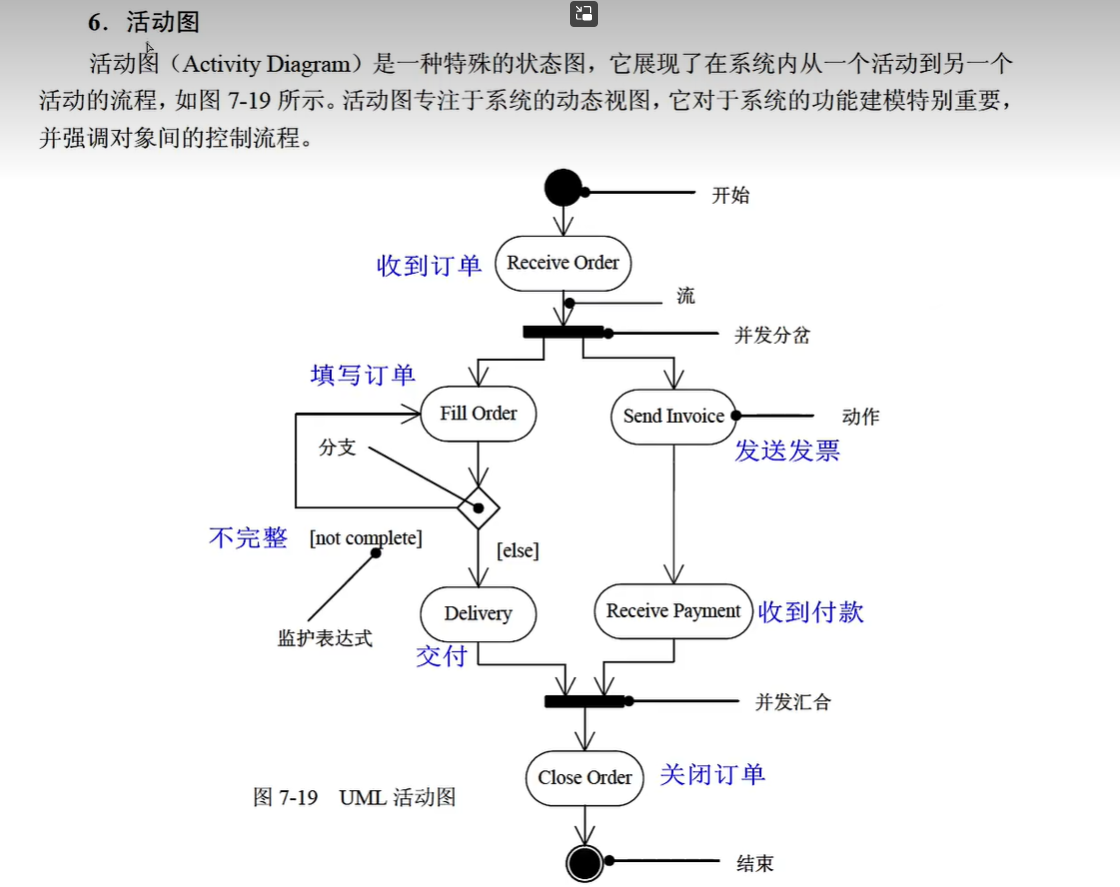 6．活动图
活动图（Activity Diagram）是一种特殊的状态图，它展现了在系统内从一个活动到另一个
活动的流程，如图 7-19 所示。活动图专注于系统的动态视图，它对于系统的功能建模特别重要，
并强调对象间的控制流程。
开始
收到订单
Receive Order
流
并发分岔
填写订单
Fill Order
Send Invoice
动作
分支
发送发票
不完整
[not complete]
[else]
Delivery
Receive Payment
收到付款
监护表达式
交付
并发汇合
Close Order
关闭订单
图 7-19 UML 活动图
结束